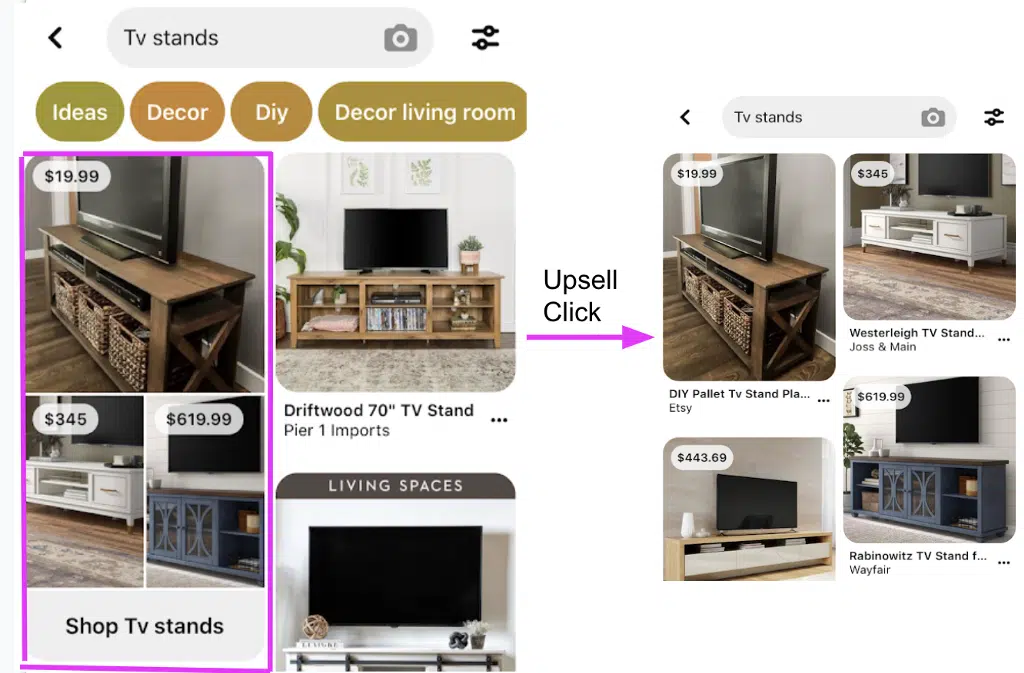 Tv stands
Ideas
Decor
Diy
Decor living room
$19.99
$345
$619.99
Shop Tv stands
Driftwood 70" TV Stand
Pier 1 Imports
LIVING SPACES
Upsell
Click
Tv stands
$19.99
DIY Pallet Tv Stand Pla...
Etsy
$443.69
$345
Westerleigh TV Stand...
Joss & Main
$619.99
Rabinowitz TV Stand f...
Wayfair